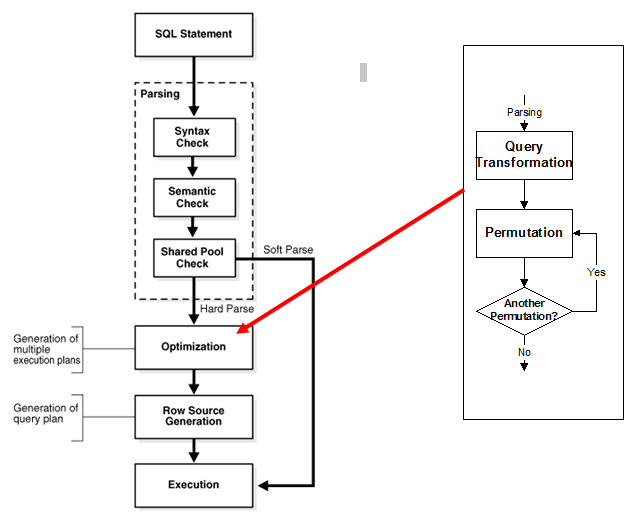 SQL Statement
Parsing
Syntax
Check
Semantic
Check
Shared Pool
Check
Soft Parse
Hard Parse
Generation of
multiple
execution plans
Optimization
Generation of
query plan
Row Source
Generation
Execution
Parsing
Query
Transformation
Permutation
Yes
Another
Permutation?
No